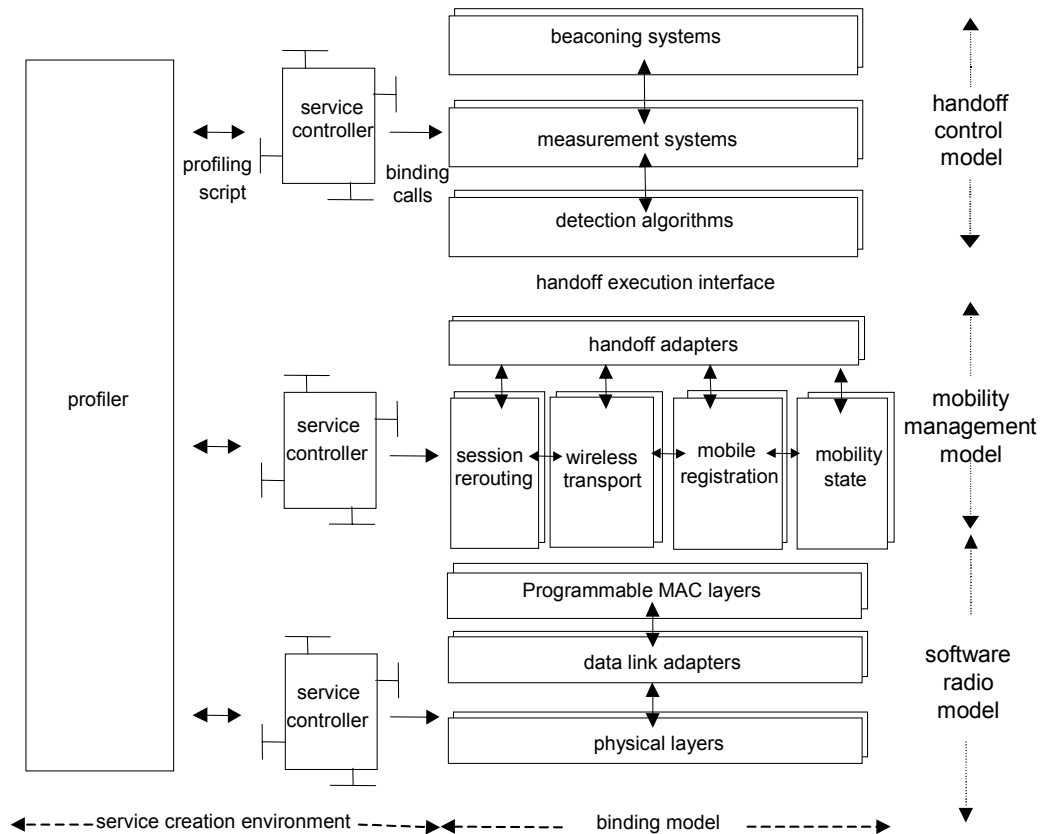 beaconing systems
service
controller
measurement systems
handoff
control
model
profiling
script
binding
calls
detection algorithms
handoff execution interface
handoff adapters
profiler
service
controller
session
rerouting
wireless
transport
mobile
registration
mobility
state
mobility
management
model
Programmable MAC layers
service
controller
data link adapters
physical layers
software
radio
model
service creation environment
binding model